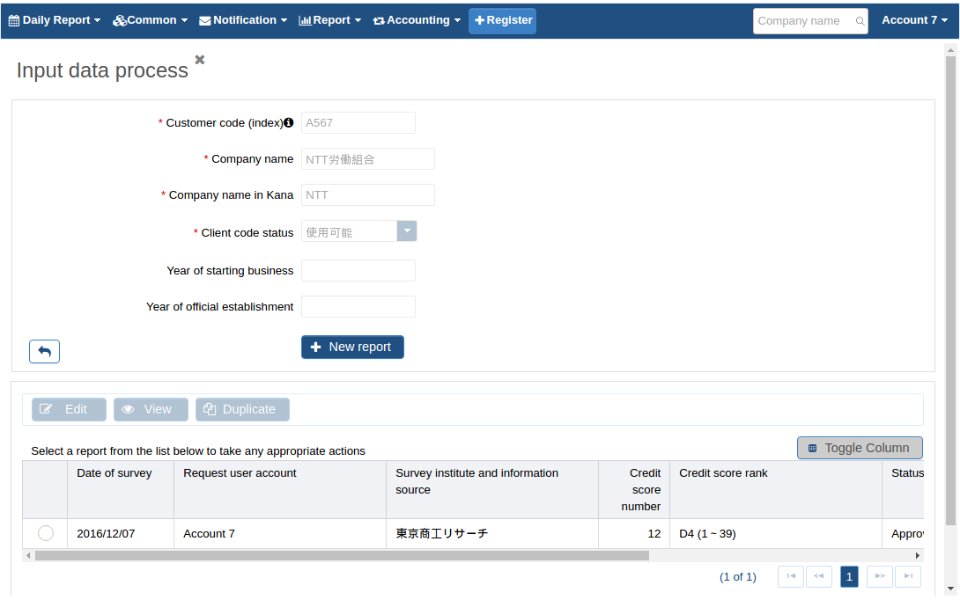 Daily Report Common Notification Report Accounting Register Company name Account 7
Input data process
* Customer code (index) A567
* Company name NTT労働組合
* Company name in Kana NTT
* Client code status 使用可能
Year of starting business
Year of official establishment
New report
Edit View Duplicate
Toggle Column
Select a report from the list below to take any appropriate actions
Date of survey Request user account Survey institute and information source Credit score number Credit score rank Status
2016/12/07 Account 7 東京商工リサーチ 12 D4 (1 ~ 39) Appro
(1 of 1) 1